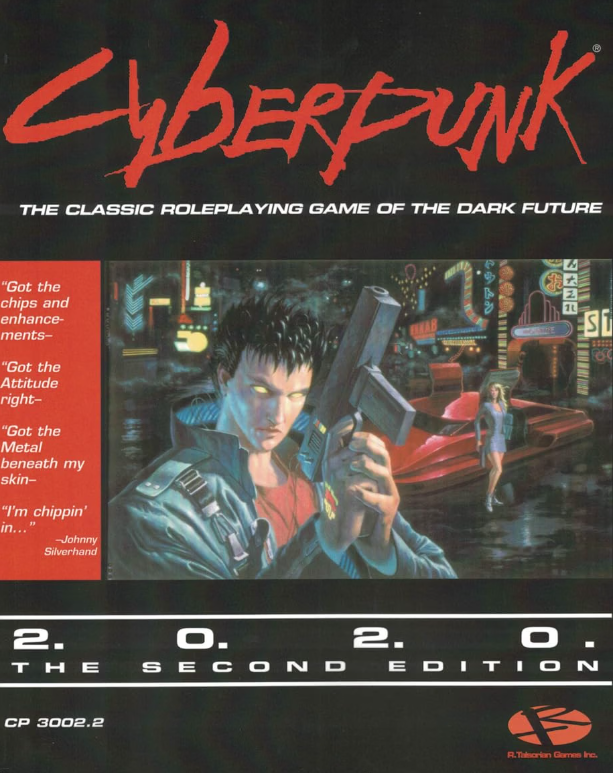 CYBERPUNK®
THE CLASSIC ROLEPLAYING GAME OF THE DARK FUTURE
"Got the
chips and
enhance-
ments–
"Got the
Attitude
right–
"Got the
Metal
beneath my
skin–
"I'm chippin'
in..."
–Johnny
Silverhand
2. 0. 2. 0.
THE SECOND EDITION
CP 3002.2
R.Talsorian Games Inc.